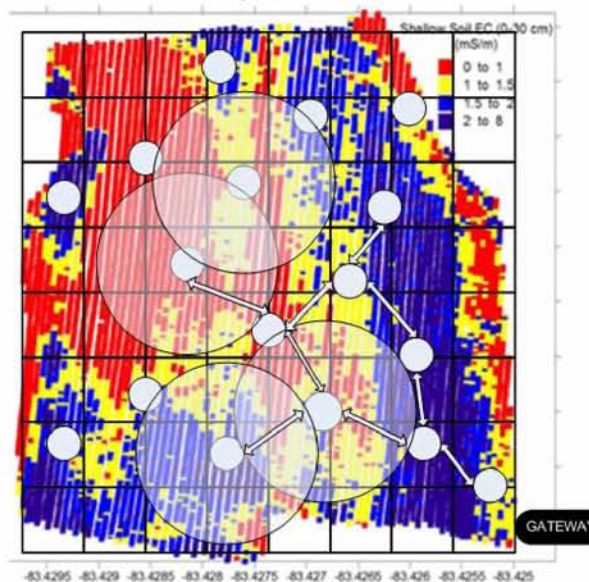 Shallow Soil EC (0-30 cm)
(mS/m)
0 to 1
1 to 1.5
1.5 to 2
2 to 8
GATEWAY
-83.4295 -83.429 -83.4285 -83.428 -83.4275 -83.427 -83.4265 -83.426 -83.4255 -83.425